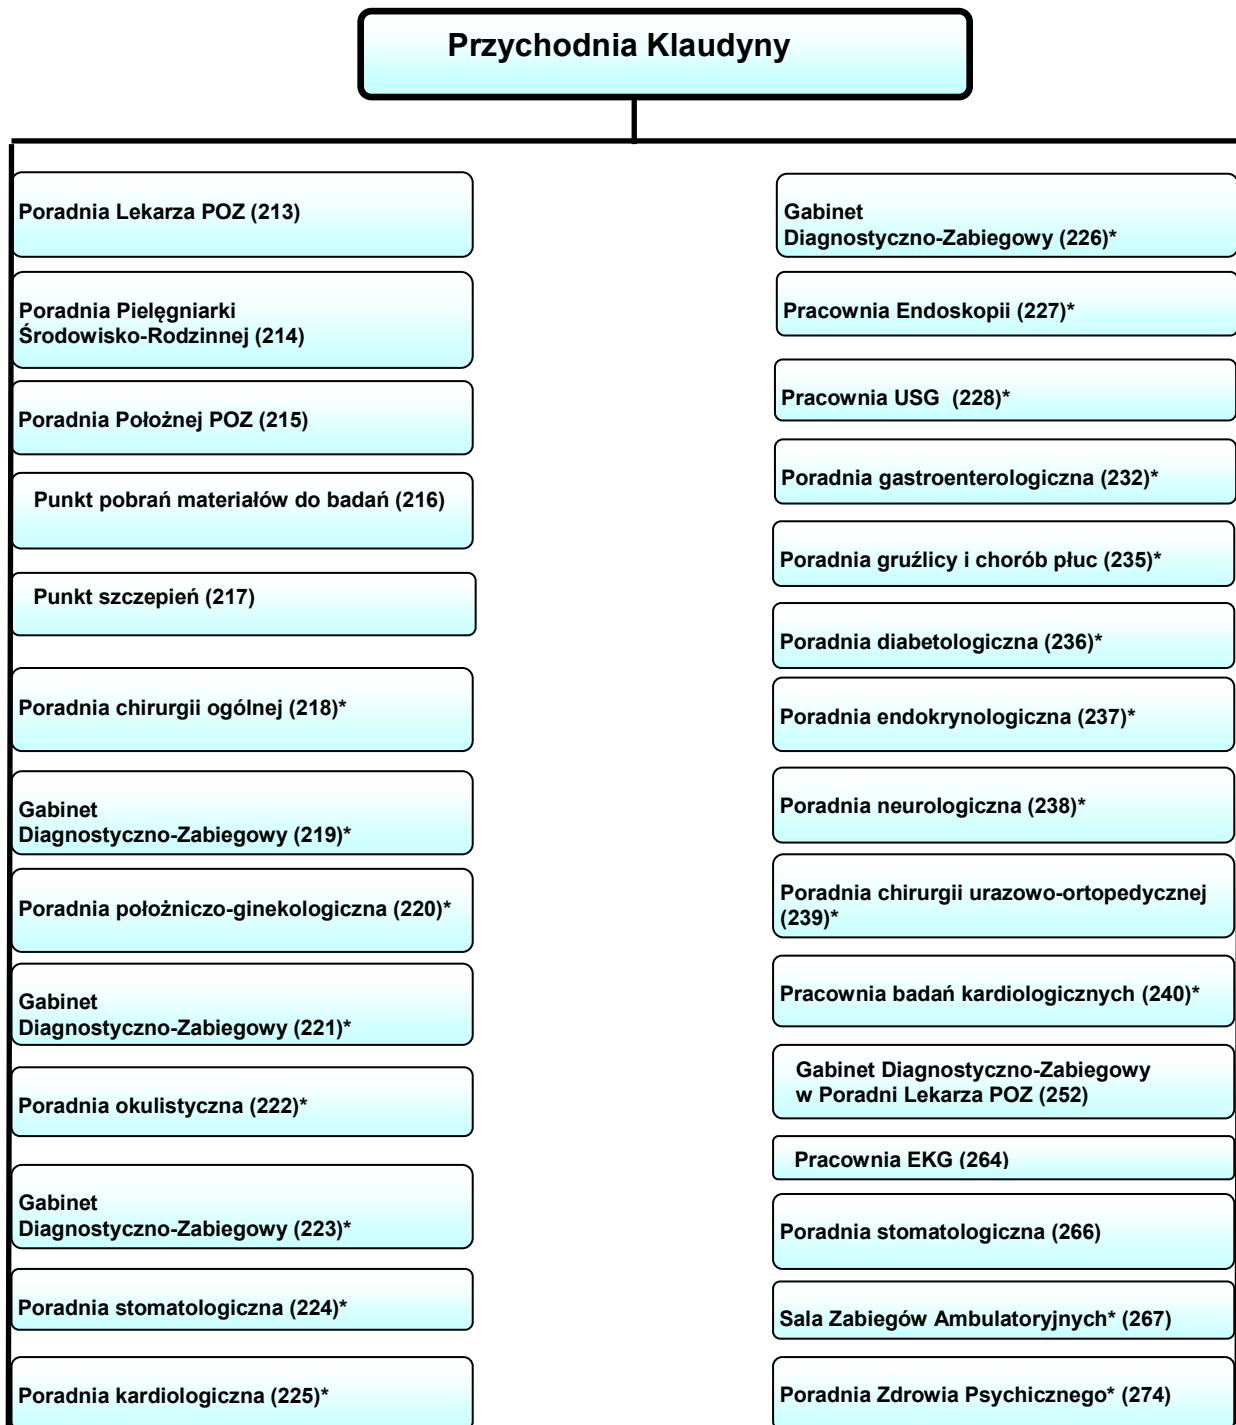 Przychodnia Klaudyny
Poradnia Lekarza POZ (213)
Poradnia Pielęgniarki
Środowisko-Rodzinnej (214)
Poradnia Położnej POZ (215)
Punkt pobrań materiałów do badań (216)
Punkt szczepień (217)
Poradnia chirurgii ogólnej (218)*
Gabinet
Diagnostyczno-Zabiegowy (219)*
Poradnia położniczo-ginekologiczna (220)*
Gabinet
Diagnostyczno-Zabiegowy (221)*
Poradnia okulistyczna (222)*
Gabinet
Diagnostyczno-Zabiegowy (223)*
Poradnia stomatologiczna (224)*
Poradnia kardiologiczna (225)*
Gabinet
Diagnostyczno-Zabiegowy (226)*
Pracownia Endoskopii (227)*
Pracownia USG (228)*
Poradnia gastroenterologiczna (232)*
Poradnia gruźlicy i chorób płuc (235)*
Poradnia diabetologiczna (236)*
Poradnia endokrynologiczna (237)*
Poradnia neurologiczna (238)*
Poradnia chirurgii urazowo-ortopedycznej
(239)*
Pracownia badań kardiologicznych (240)*
Gabinet Diagnostyczno-Zabiegowy
w Poradni Lekarza POZ (252)
Pracownia EKG (264)
Poradnia stomatologiczna (266)
Sala Zabiegów Ambulatoryjnych* (267)
Poradnia Zdrowia Psychicznego* (274)